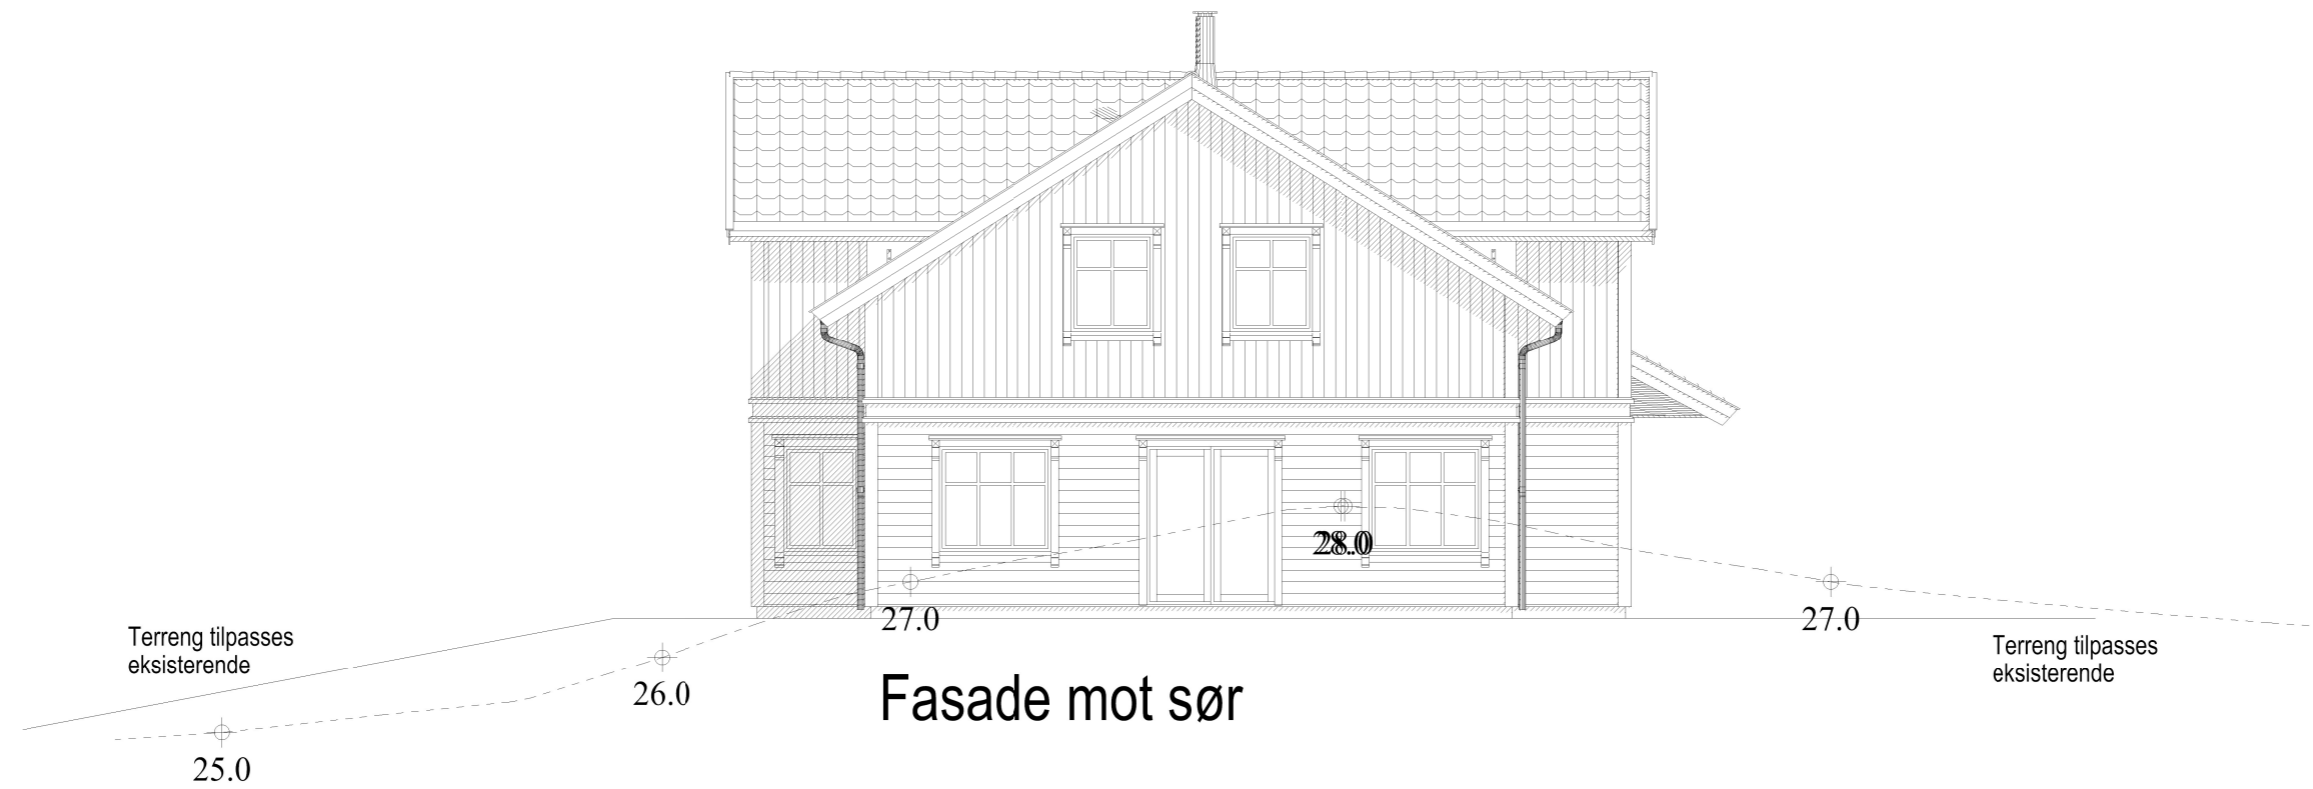 28.0
27.0
27.0
Terreng tilpasses
eksisterende
Terreng tilpasses
eksisterende
26.0
Fasade mot sør
25.0